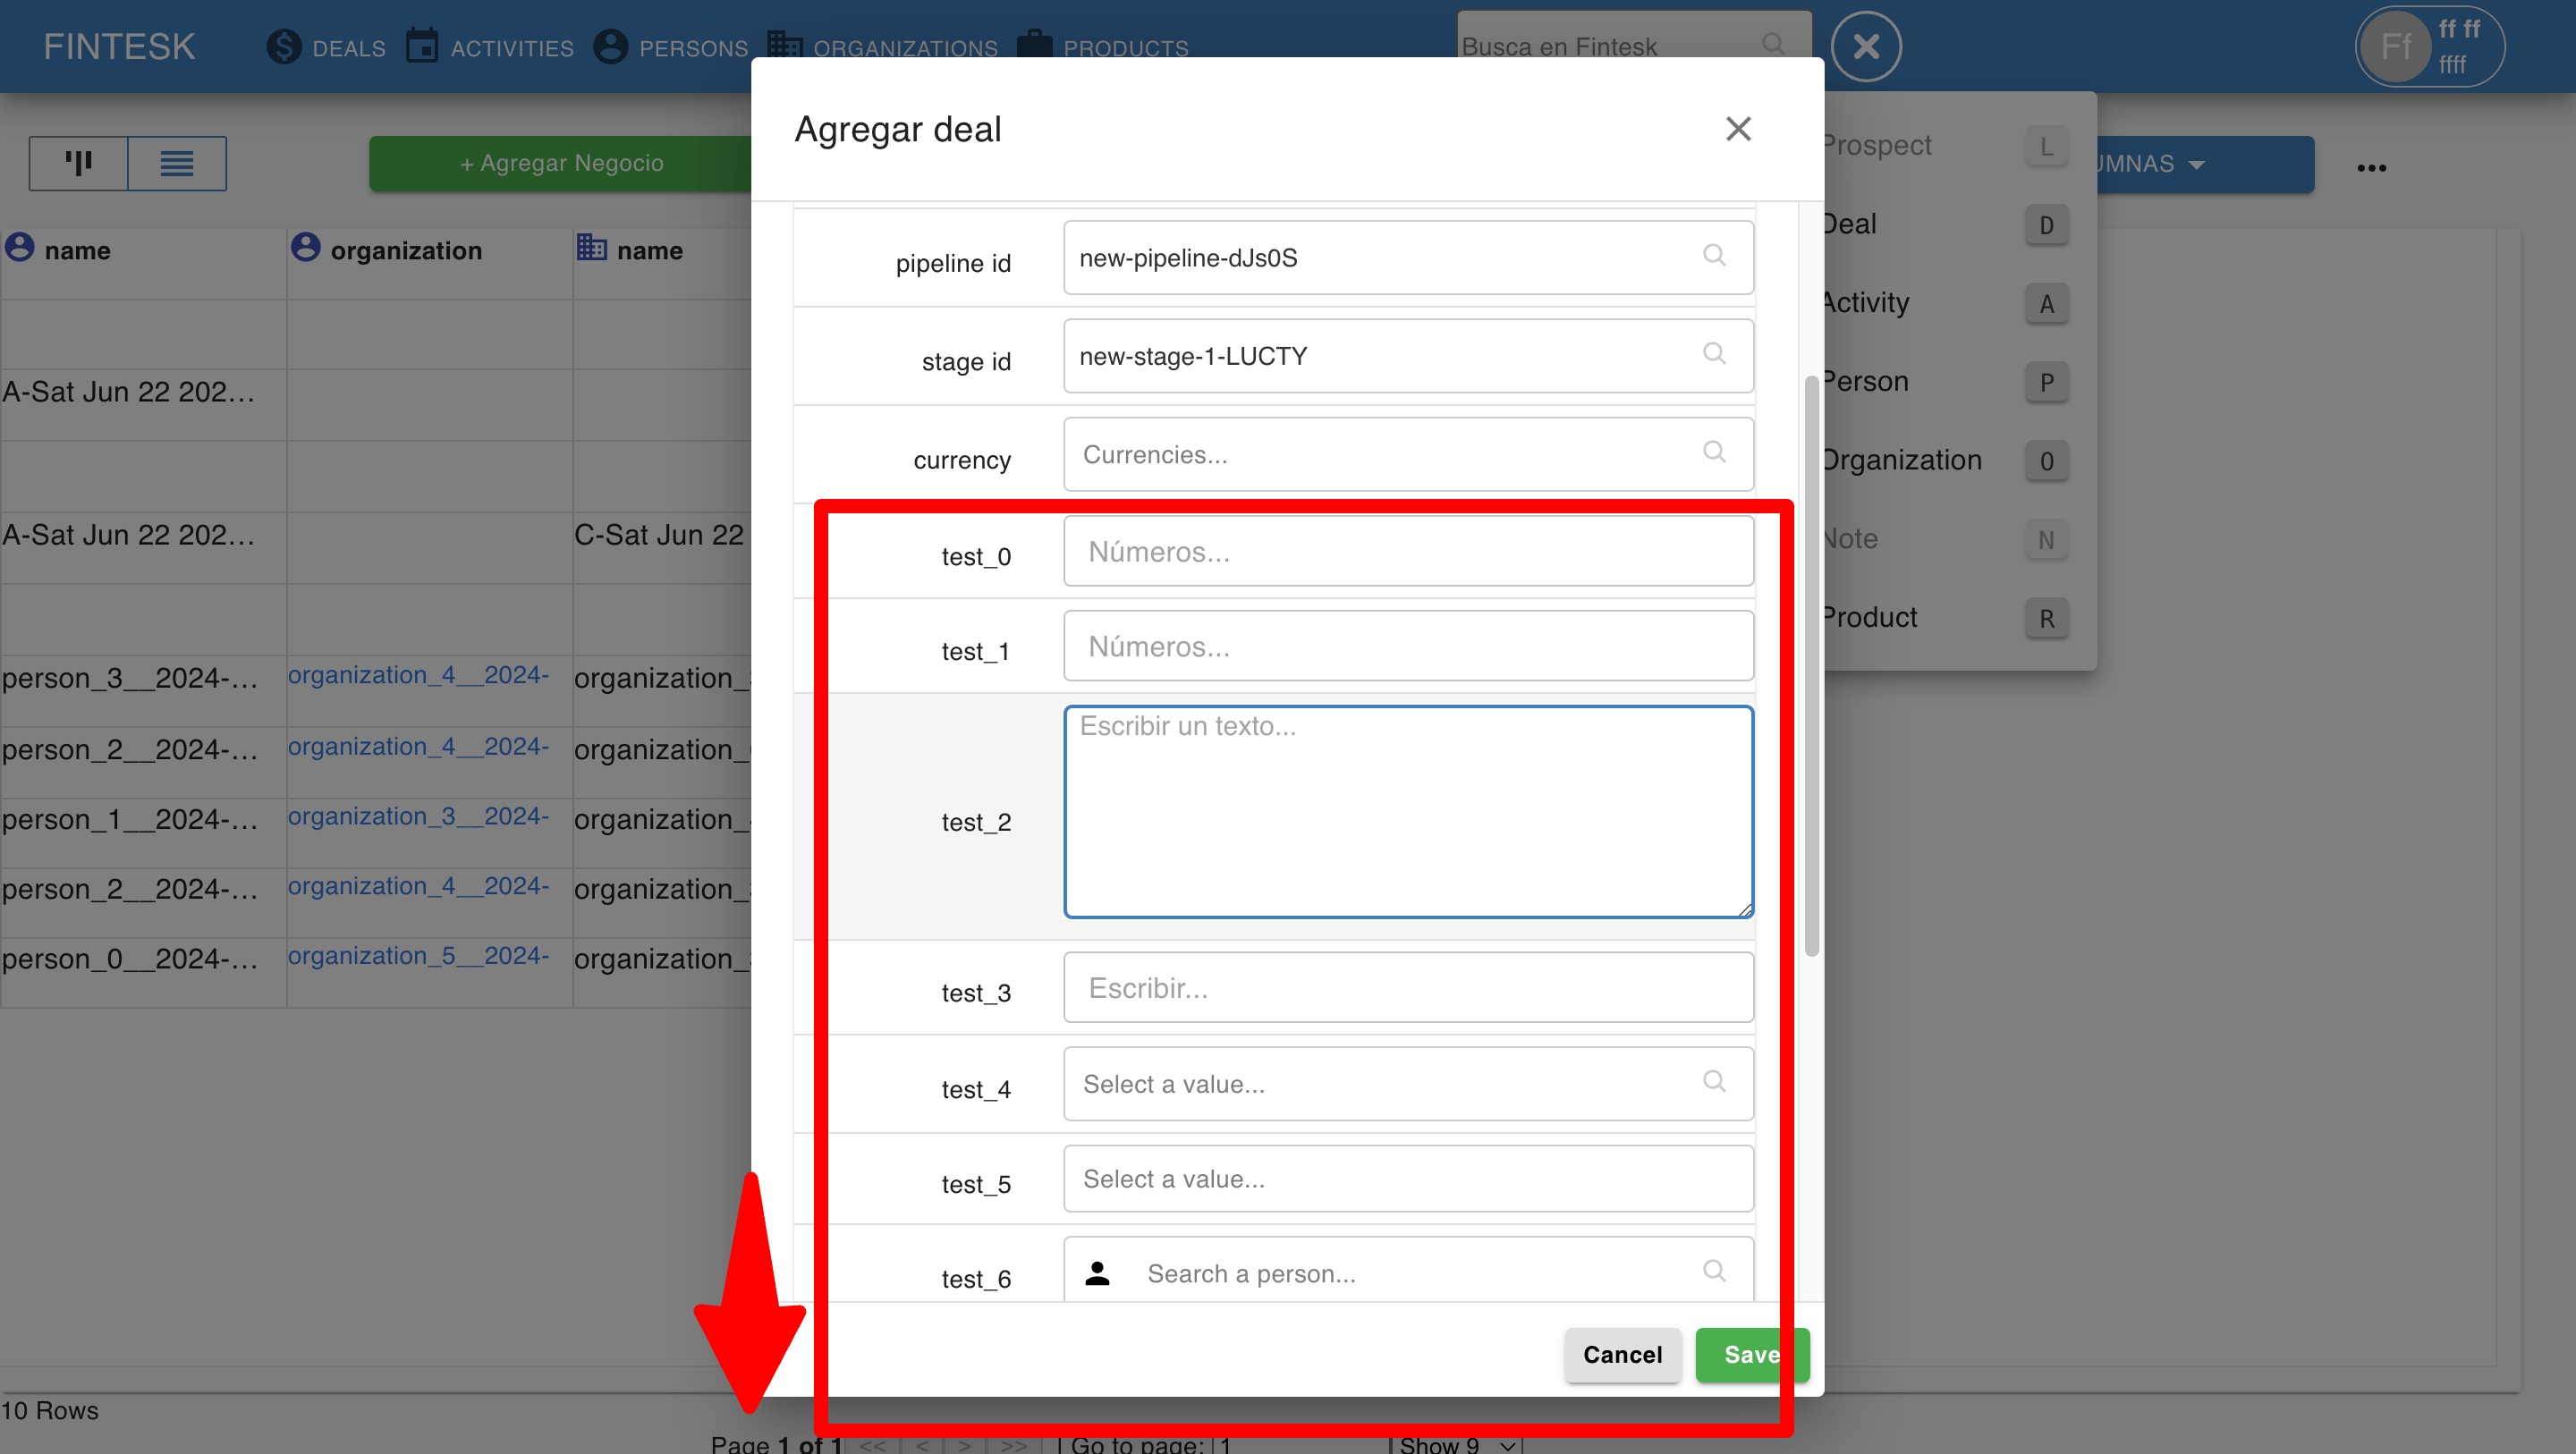 FINTESK
DEALS
ACTIVITIES
PERSONS
ORGANIZATIONS
PRODUCTS
Busca en Fintesk
Ff
ff ff
ffff
+ Agregar Negocio
Agregar deal
name
organization
name
A-Sat Jun 22 202...
A-Sat Jun 22 202...
C-Sat Jun 22
person_3__2024-...
organization_4__2024-
organization_
person_2__2024-...
organization_4__2024-
organization_
person_1__2024-...
organization_3__2024-
organization_
person_2__2024-...
organization_4__2024-
organization_
person_0__2024-...
organization_5__2024-
organization_
pipeline id
new-pipeline-dJs0S
stage id
new-stage-1-LUCTY
currency
Currencies...
test_0
Números...
test_1
Números...
test_2
Escribir un texto...
test_3
Escribir...
test_4
Select a value...
test_5
Select a value...
test_6
Search a person...
Cancel
Save
Prospect
L
Deal
D
Activity
A
Person
P
Organization
O
Note
N
Product
R
UMNAS
10 Rows
Page 1 of 1
<<
<
>
>>
Go to page:
1
Show 9